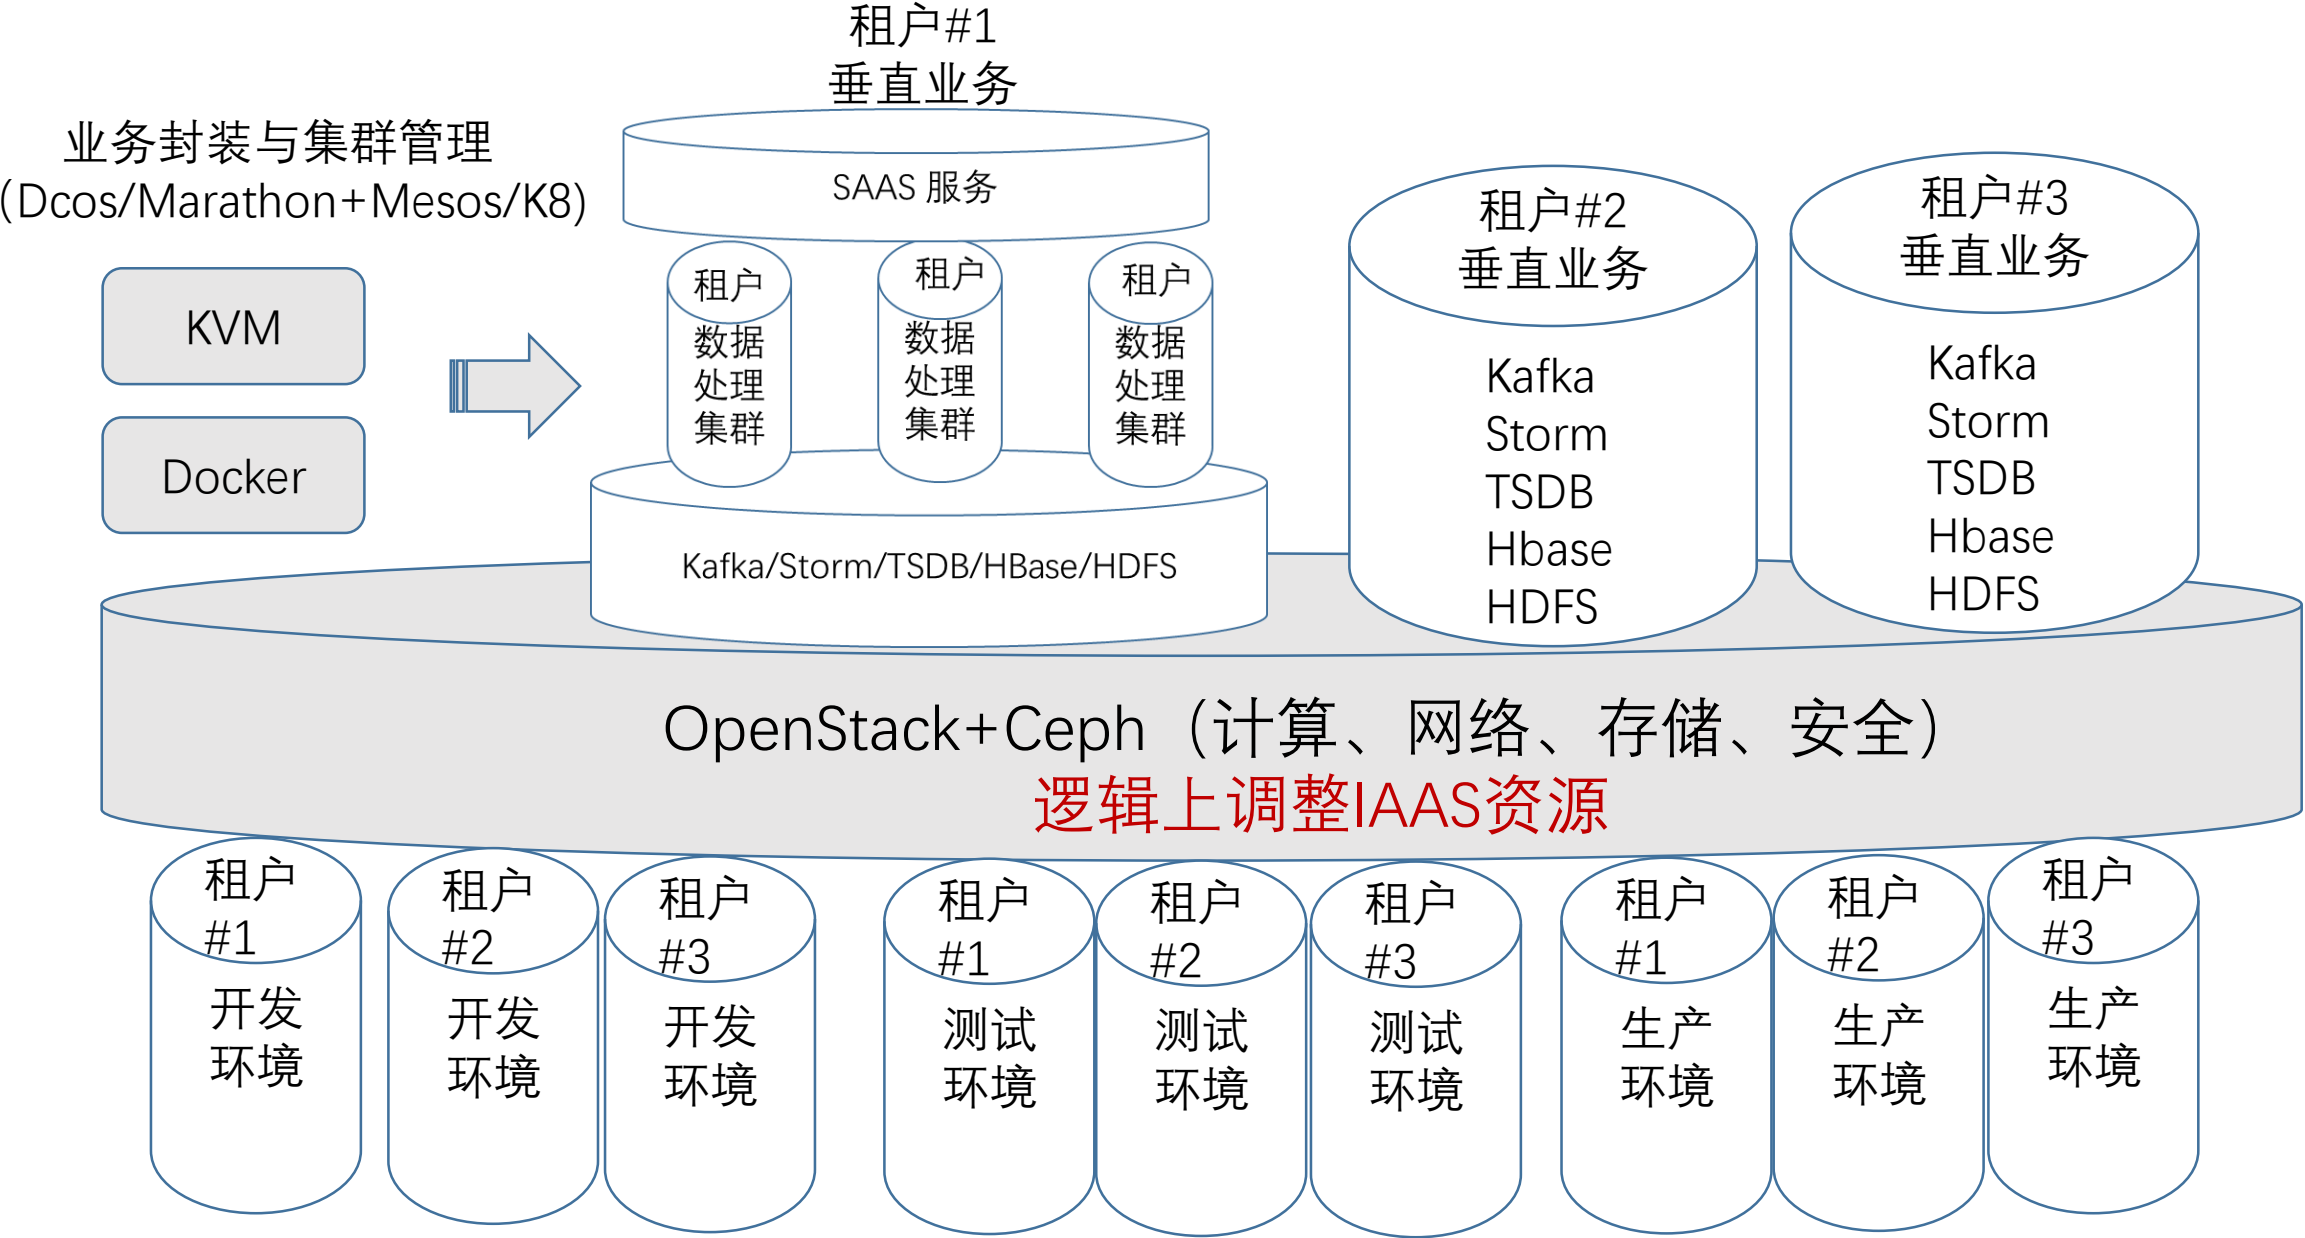 租户#1
垂直业务
业务封装与集群管理
（Dcos/Marathon+Mesos/K8)
KVM
Docker
SAAS 服务
租户
数据
处理
集群
租户
数据
处理
集群
租户
数据
处理
集群
Kafka/Storm/TSDB/HBase/HDFS
租户#2
垂直业务
Kafka
Storm
TSDB
Hbase
HDFS
租户#3
垂直业务
Kafka
Storm
TSDB
Hbase
HDFS
OpenStack+Ceph（计算、网络、存储、安全）
逻辑上调整IAAS资源
租户
#1
开发
环境
租户
#2
开发
环境
租户
#3
开发
环境
租户
#1
测试
环境
租户
#2
测试
环境
租户
#3
测试
环境
租户
#1
生产
环境
租户
#2
生产
环境
租户
#3
生产
环境